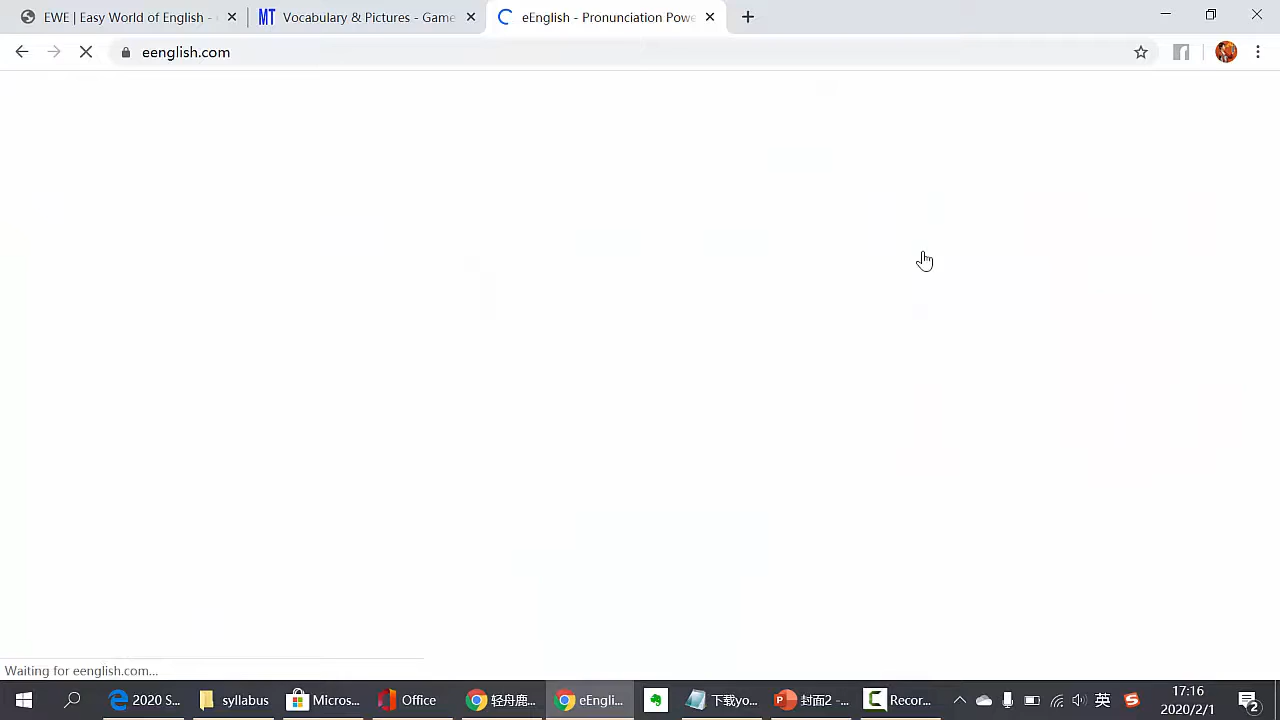 EWE | Easy World of English -
MT Vocabulary & Pictures - Game
eEnglish - Pronunciation Powe
eenglish.com
Waiting for eenglish.com...
2020 S...
syllabus
Micros...
Office
轻舟鹿...
eEngli...
下载yo...
封面2 -...
Recor...
英
17:16
2020/2/1
2